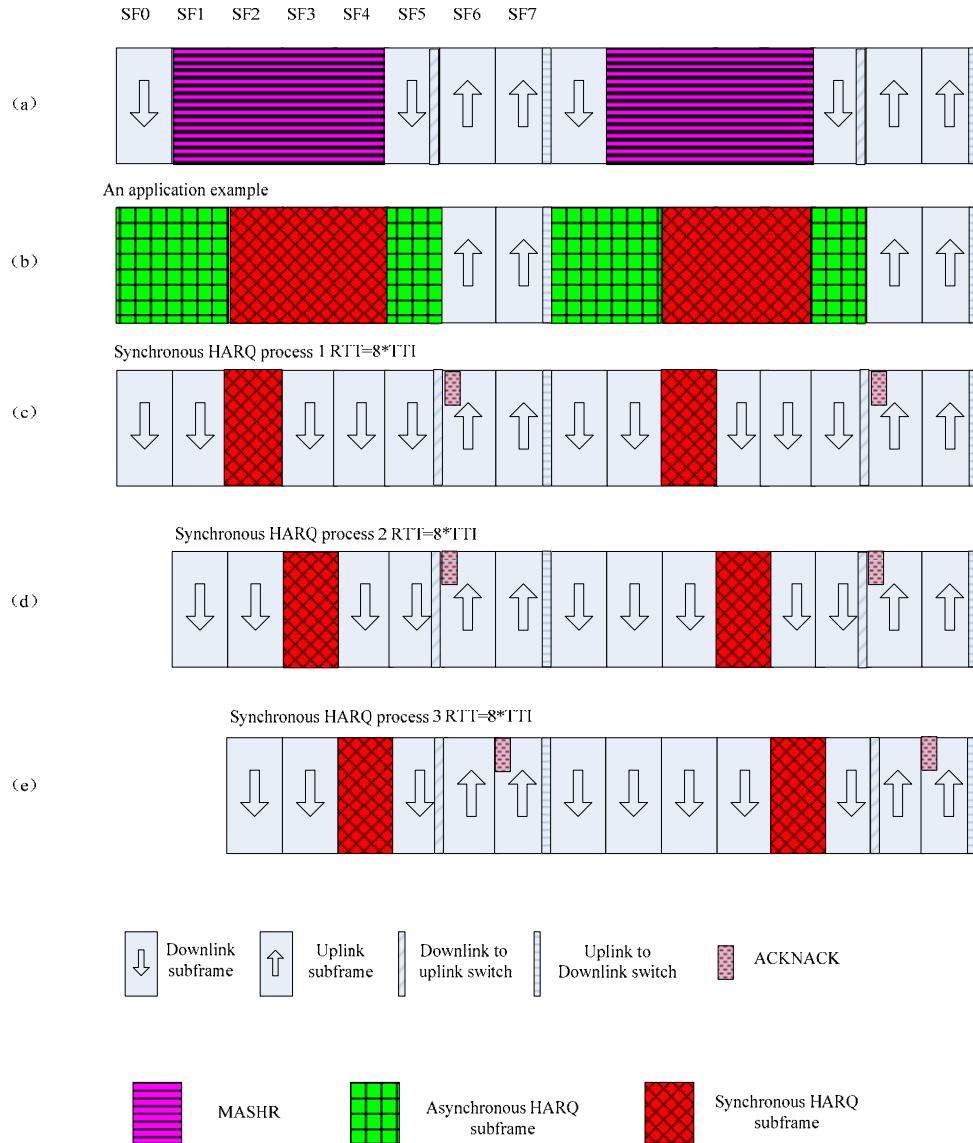 SF0 SF1 SF2 SF3 SF4 SF5 SF6 SF7
(a)
An application example
(b)
Synchronous HARQ process 1 RTT=8*TTI
(c)
Synchronous HARQ process 2 RTT=8*TTI
(d)
Synchronous HARQ process 3 RTT=8*TTI
(e)
Downlink
subframe
Uplink
subframe
Downlink to
uplink switch
Uplink to
Downlink switch
ACKNACK
MASHR
Asynchronous HARQ
subframe
Synchronous HARQ
subframe